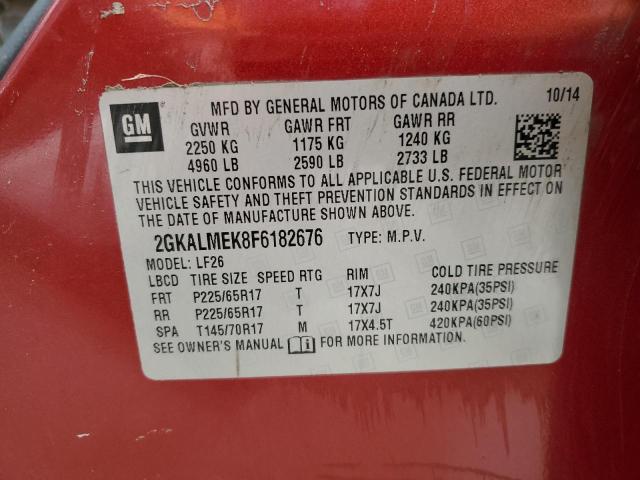 GM
MFD BY GENERAL MOTORS OF CANADA LTD. 10/14
GVWR GAWR FRT GAWR RR
2250 KG 1175 KG 1240 KG
4960 LB 2590 LB 2733 LB
THIS VEHICLE CONFORMS TO ALL APPLICABLE U.S. FEDERAL MOTOR
VEHICLE SAFETY AND THEFT PREVENTION STANDARDS IN EFFECT ON
THE DATE OF MANUFACTURE SHOWN ABOVE.
2GKALMEK8F6182676 TYPE: M.P.V.
MODEL: LF26
LBCD TIRE SIZE SPEED RTG RIM COLD TIRE PRESSURE
FRT P225/65R17 T 17X7J 240KPA(35PSI)
RR P225/65R17 T 17X7J 240KPA(35PSI)
SPA T145/70R17 M 17X4.5T 420KPA(60PSI)
SEE OWNER'S MANUAL FOR MORE INFORMATION.